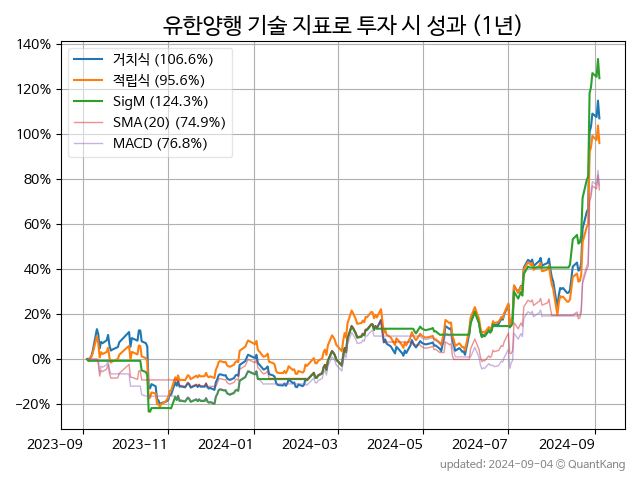 유한양행 기술 지표로 투자 시 성과 (1년)
140%
120%
100%
80%
60%
40%
20%
0%
−20%
거치식 (106.6%)
적립식 (95.6%)
SigM (124.3%)
SMA(20) (74.9%)
MACD (76.8%)
2023-09 2023-11 2024-01 2024-03 2024-05 2024-07 2024-09
updated: 2024-09-04 © QuantKang